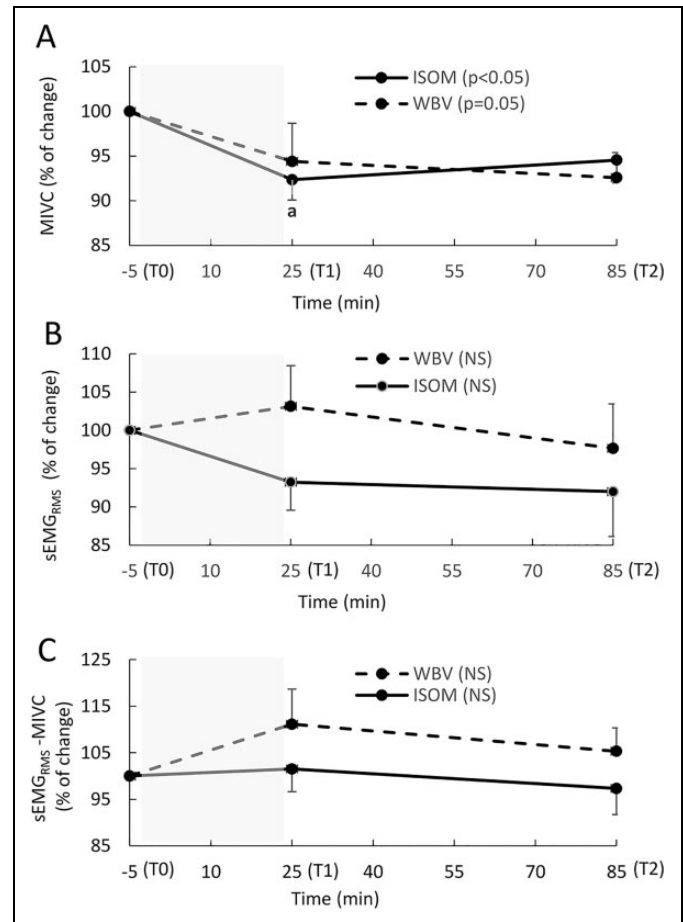 A
105
100
95
90
85
MIVC (% of change)
ISOM (p<0.05)
WBV (p=0.05)
a
-5 (T0) 10 25 (T1) 40 55 70 85 (T2)
Time (min)
B
110
105
100
95
90
85
sEMGRMS (% of change)
WBV (NS)
ISOM (NS)
-5 (T0) 10 25 (T1) 40 55 70 85 (T2)
Time (min)
C
125
115
105
95
85
sEMGRMS -MIVC
(% of change)
WBV (NS)
ISOM (NS)
-5 (T0) 10 25 (T1) 40 55 70 85 (T2)
Time (min)